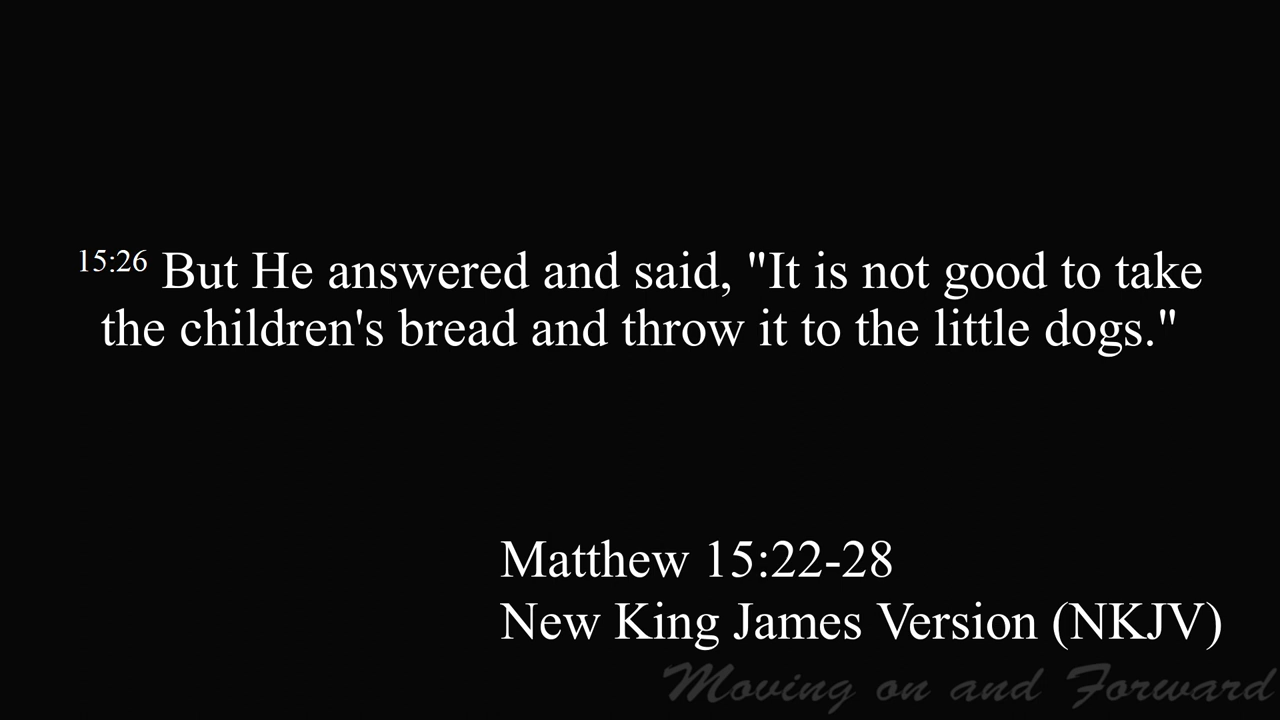 15:26 But He answered and said, "It is not good to take
the children's bread and throw it to the little dogs."
Matthew 15:22-28
New King James Version (NKJV)
Moving on and Forward